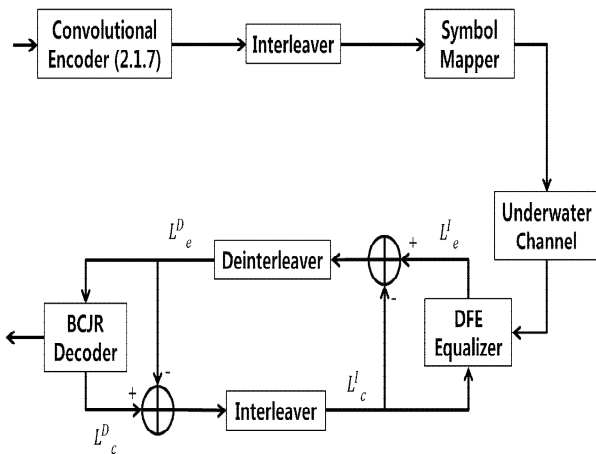 Convolutional
Encoder (2.1.7)
Interleaver
Symbol
Mapper
Underwater
Channel
L^D_e
+
L^I_e
Deinterleaver
-
BCJR
Decoder
DFE
Equalizer
-
+
Interleaver
L^I_c
L^D_c